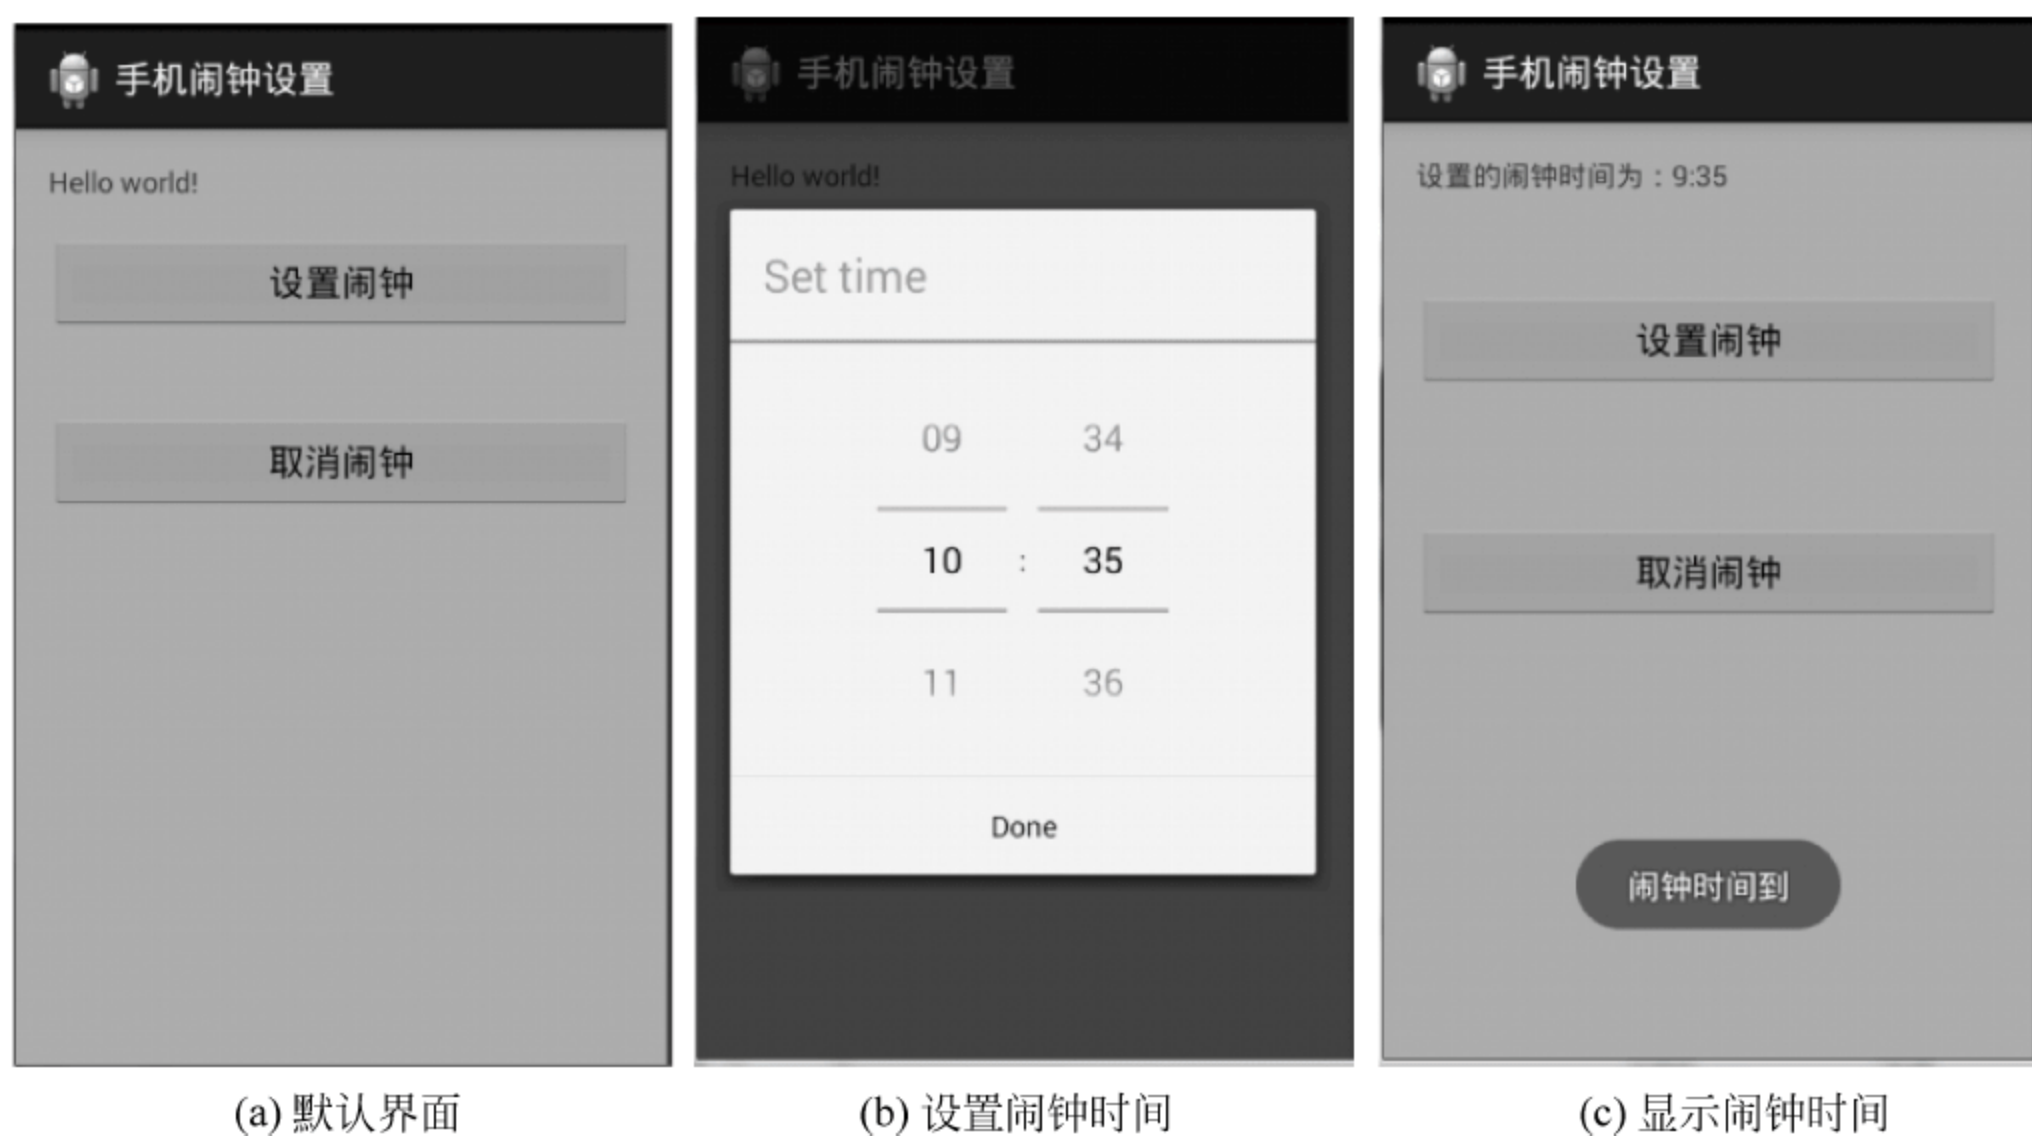 手机闹钟设置
Hello world!
设置闹钟
取消闹钟
(a) 默认界面
手机闹钟设置
Hello world!
Set time
09 34
10 : 35
11 36
Done
(b) 设置闹钟时间
手机闹钟设置
设置的闹钟时间为：9:35
设置闹钟
取消闹钟
闹钟时间到
(c) 显示闹钟时间